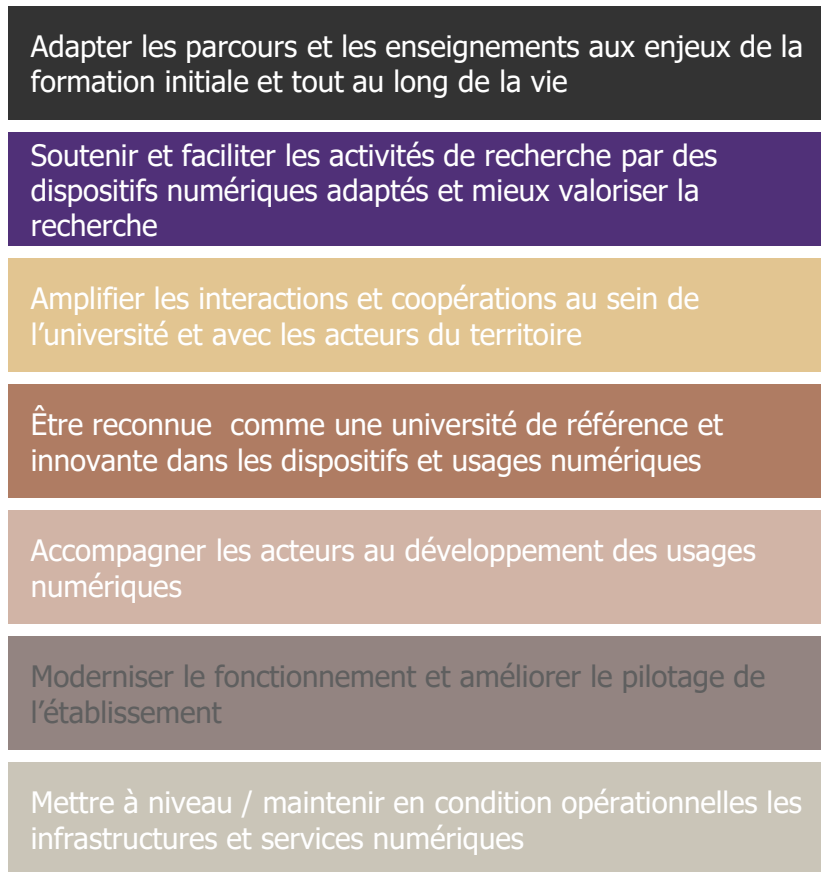 Adapter les parcours et les enseignements aux enjeux de la
formation initiale et tout au long de la vie
Soutenir et faciliter les activités de recherche par des
dispositifs numériques adaptés et mieux valoriser la
recherche
Amplifier les interactions et coopérations au sein de
l’université et avec les acteurs du territoire
Être reconnue  comme une université de référence et
innovante dans les dispositifs et usages numériques
Accompagner les acteurs au développement des usages
numériques
Moderniser le fonctionnement et améliorer le pilotage de
l’établissement
Mettre à niveau / maintenir en condition opérationnelles les
infrastructures et services numériques